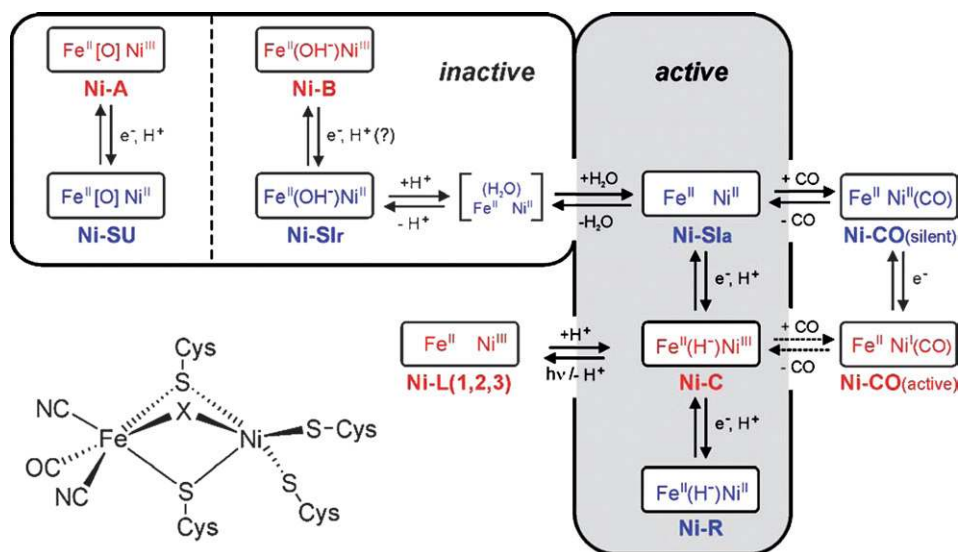 Fe^II [O] Ni^III
Ni-A
e⁻, H⁺
Fe^II [O] Ni^II
Ni-SU
Fe^II(OH⁻)Ni^III
Ni-B
e⁻, H⁺(?)
Fe^II(OH⁻)Ni^II
Ni-SIr
inactive
+H⁺
- H⁺
(H₂O)
Fe^II Ni^II
+H₂O
-H₂O
active
Fe^II Ni^II
Ni-SIa
+ CO
- CO
Fe^II Ni^II(CO)
Ni-CO(silent)
e⁻, H⁺
e⁻
Fe^II Ni^III
Ni-L(1,2,3)
+H⁺
hν/- H⁺
Fe^II(H⁻)Ni^III
Ni-C
+ CO
- CO
Fe^II Ni^I(CO)
Ni-CO(active)
e⁻, H⁺
Fe^II(H⁻)Ni^II
Ni-R
Cys
S
NC
X
Fe
Ni
S-Cys
OC
NC
S
S
Cys
Cys